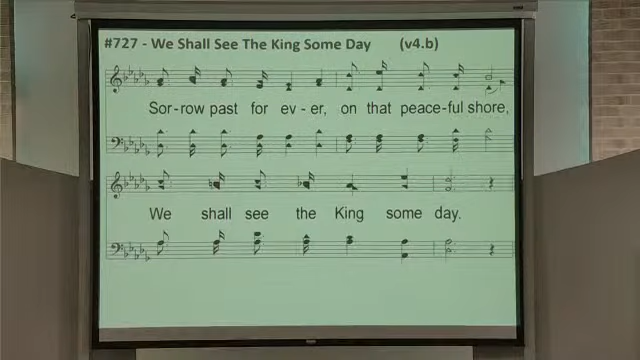 #727 - We Shall See The King Some Day (v4.b)
Sor-row past for ev - er, on that peace-ful shore,
We shall see the King some day.